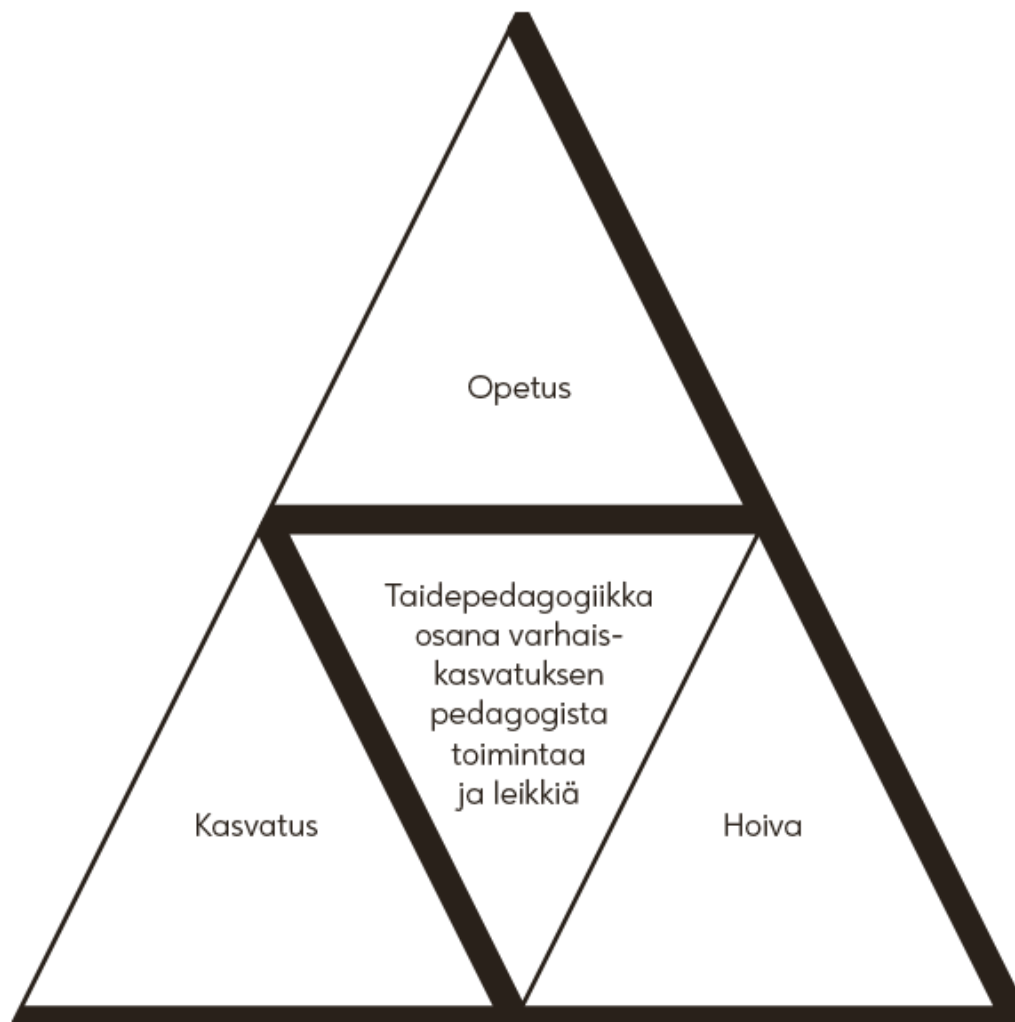 Opetus
Taidepedagogiikka
osana varhais-
kasvatuksen
pedagogista
toimintaa
ja leikkiä
Kasvatus
Hoiva